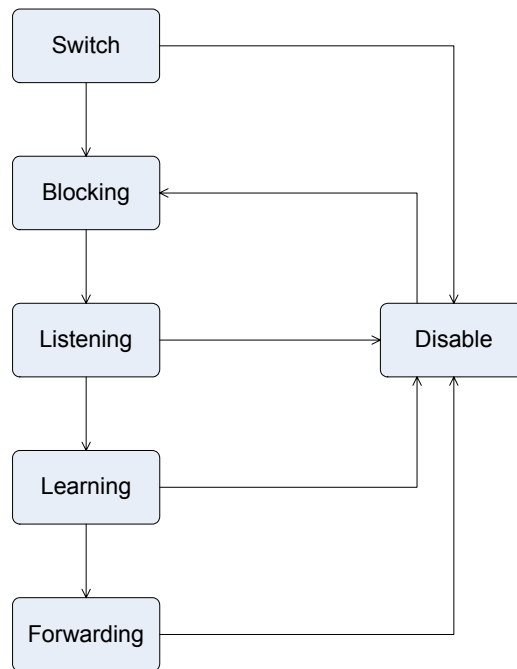 Switch
Blocking
Listening
Disable
Learning
Forwarding